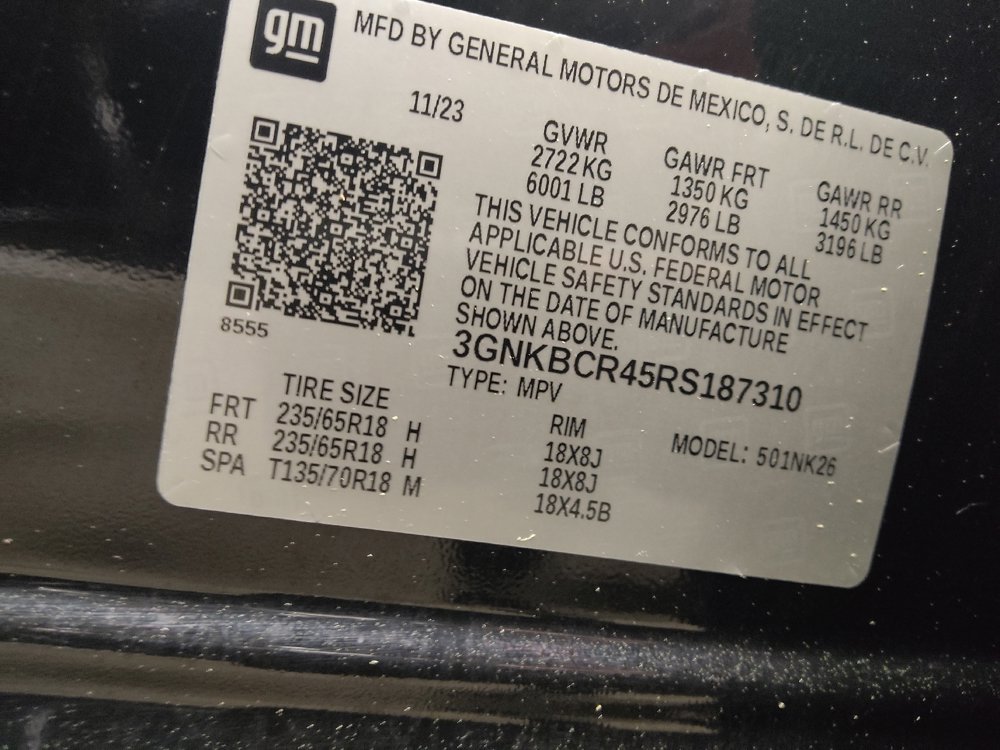 gm
MFD BY GENERAL MOTORS DE MEXICO, S. DE R.L. DE C.V.
11/23
GVWR
2722 KG
6001 LB
GAWR FRT
1350 KG
2976 LB
GAWR RR
1450 KG
3196 LB
THIS VEHICLE CONFORMS TO ALL
APPLICABLE U.S. FEDERAL MOTOR
VEHICLE SAFETY STANDARDS IN EFFECT
ON THE DATE OF MANUFACTURE
SHOWN ABOVE.
8555
3GNKBCR45RS187310
TYPE: MPV
MODEL: 501NK26
TIRE SIZE RIM
FRT 235/65R18 H 18X8J
RR 235/65R18 H 18X8J
SPA T135/70R18 M 18X4.5B